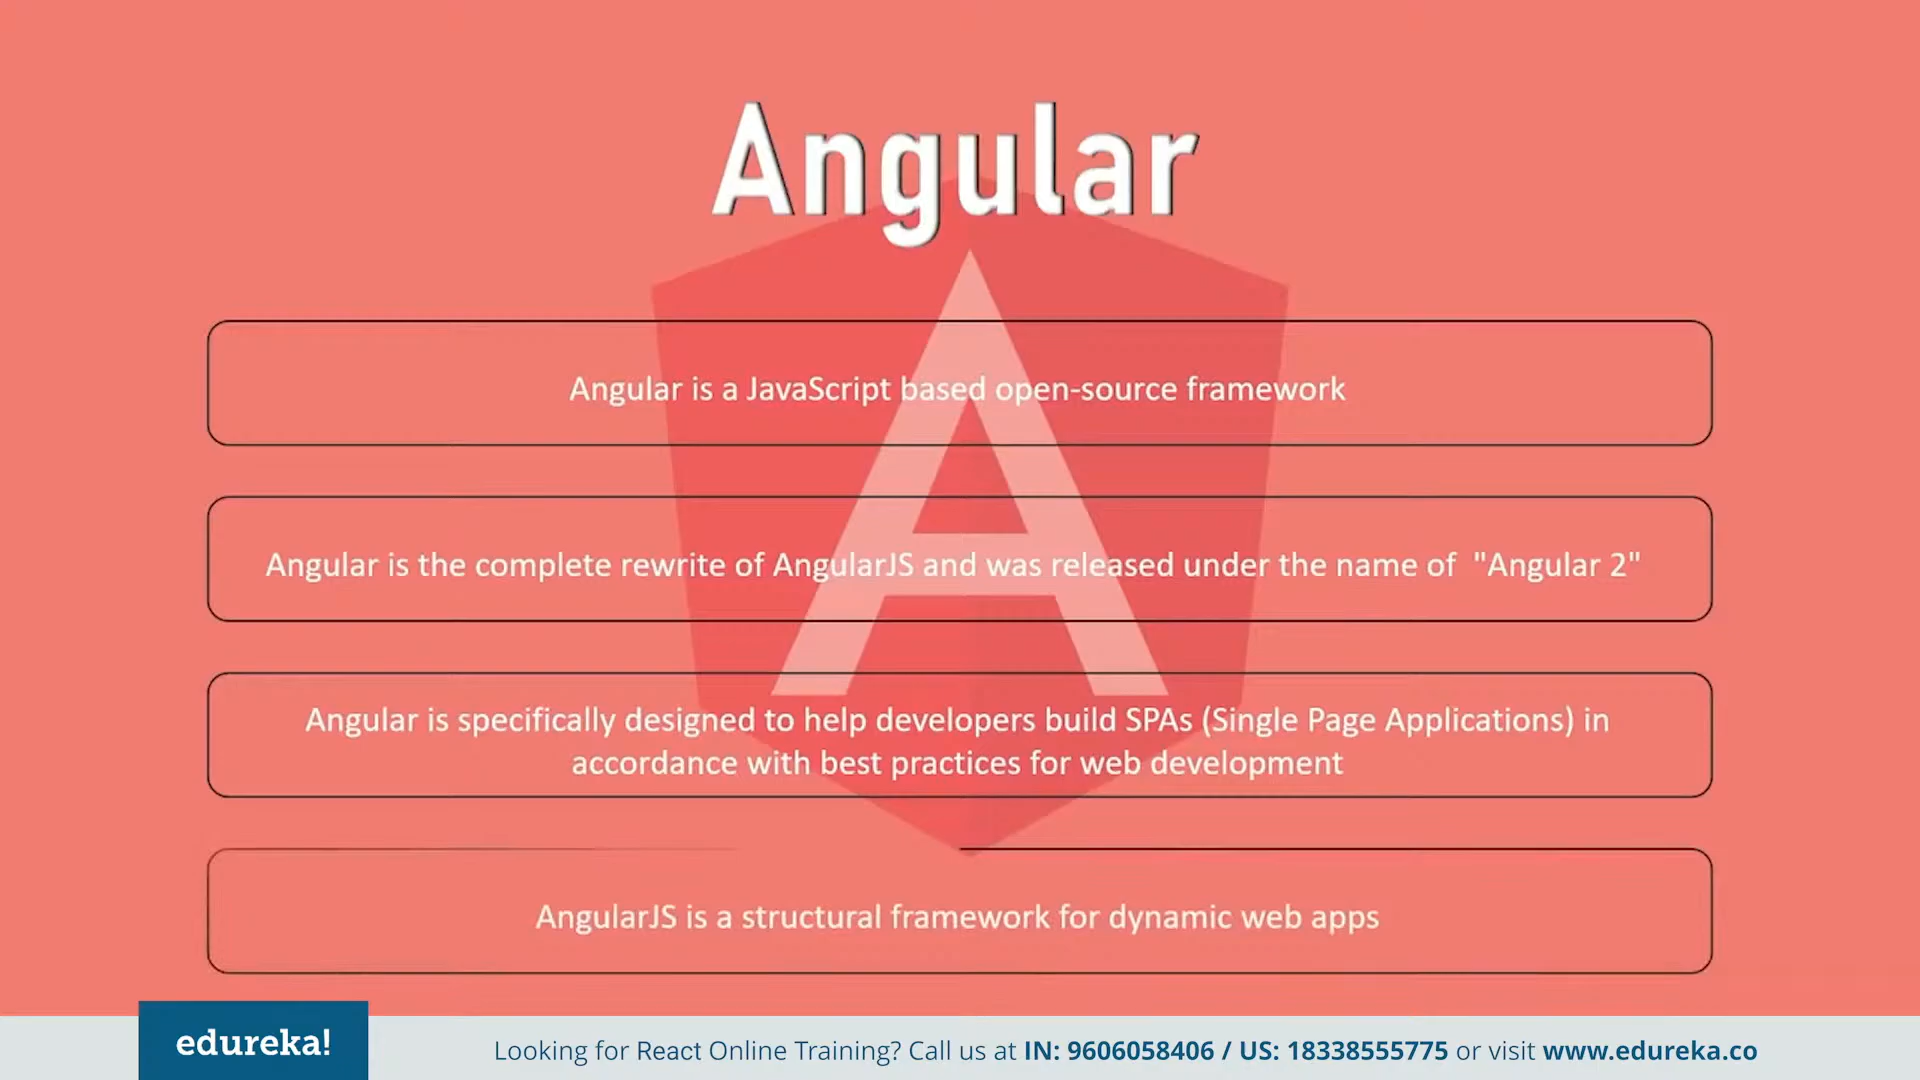 Angular
Angular is a JavaScript based open-source framework
Angular is the complete rewrite of AngularJS and was released under the name of "Angular 2"
Angular is specifically designed to help developers build SPAs (Single Page Applications) in
accordance with best practices for web development
AngularJS is a structural framework for dynamic web apps
edureka!
Looking for React Online Training? Call us at IN: 9606058406 / US: 18338555775 or visit www.edureka.co